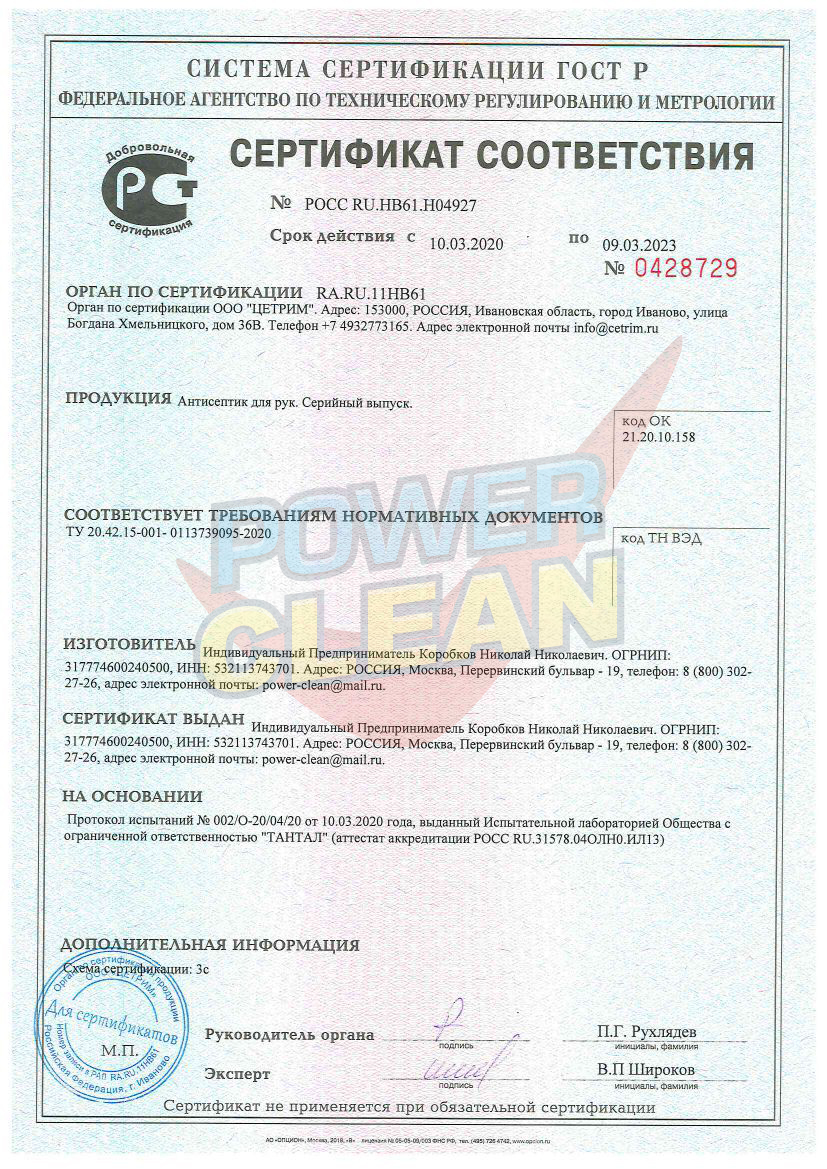 СИСТЕМА СЕРТИФИКАЦИИ ГОСТ Р
ФЕДЕРАЛЬНОЕ АГЕНТСТВО ПО ТЕХНИЧЕСКОМУ РЕГУЛИРОВАНИЮ И МЕТРОЛОГИИ
Добровольная
РСТ
сертификация
СЕРТИФИКАТ СООТВЕТСТВИЯ
№ РОСС RU.НВ61.Н04927
Срок действия с 10.03.2020 по 09.03.2023
№ 0428729
ОРГАН ПО СЕРТИФИКАЦИИ RA.RU.11НВ61
Орган по сертификации ООО "ЦЕТРИМ". Адрес: 153000, РОССИЯ, Ивановская область, город Иваново, улица
Богдана Хмельницкого, дом 36В. Телефон +7 4932773165. Адрес электронной почты info@cetrim.ru
ПРОДУКЦИЯ Антисептик для рук. Серийный выпуск.
код ОК
21.20.10.158
POWER
CLEAN
СООТВЕТСТВУЕТ ТРЕБОВАНИЯМ НОРМАТИВНЫХ ДОКУМЕНТОВ
ТУ 20.42.15-001- 0113739095-2020
код ТН ВЭД
ИЗГОТОВИТЕЛЬ Индивидуальный Предприниматель Коробков Николай Николаевич. ОГРНИП:
317774600240500, ИНН: 532113743701. Адрес: РОССИЯ, Москва, Перервинский бульвар - 19, телефон: 8 (800) 302-
27-26, адрес электронной почты: power-clean@mail.ru.
СЕРТИФИКАТ ВЫДАН Индивидуальный Предприниматель Коробков Николай Николаевич. ОГРНИП:
317774600240500, ИНН: 532113743701. Адрес: РОССИЯ, Москва, Перервинский бульвар - 19, телефон: 8 (800) 302-
27-26, адрес электронной почты: power-clean@mail.ru.
НА ОСНОВАНИИ
Протокол испытаний № 002/О-20/04/20 от 10.03.2020 года, выданный Испытательной лабораторией Общества с
ограниченной ответственностью "ТАНТАЛ" (аттестат аккредитации РОСС RU.31578.04ОЛН0.ИЛ13)
ДОПОЛНИТЕЛЬНАЯ ИНФОРМАЦИЯ
Схема сертификации: 3с
Орган по сертификации продукции
ООО «ЦЕТРИМ»
Для сертификатов
М.П.
Номер записи в РАЛ RA.RU.11НВ61
Российская Федерация, г. Иваново
Руководитель органа
подпись
П.Г. Рухлядев
инициалы, фамилия
Эксперт
подпись
В.П Широков
инициалы, фамилия
Сертификат не применяется при обязательной сертификации
АО «ОПЦИОН», Москва, 2018, «В» лицензия № 05-05-09/003 ФНС РФ, тел. (495) 726 4742, www.opcion.ru